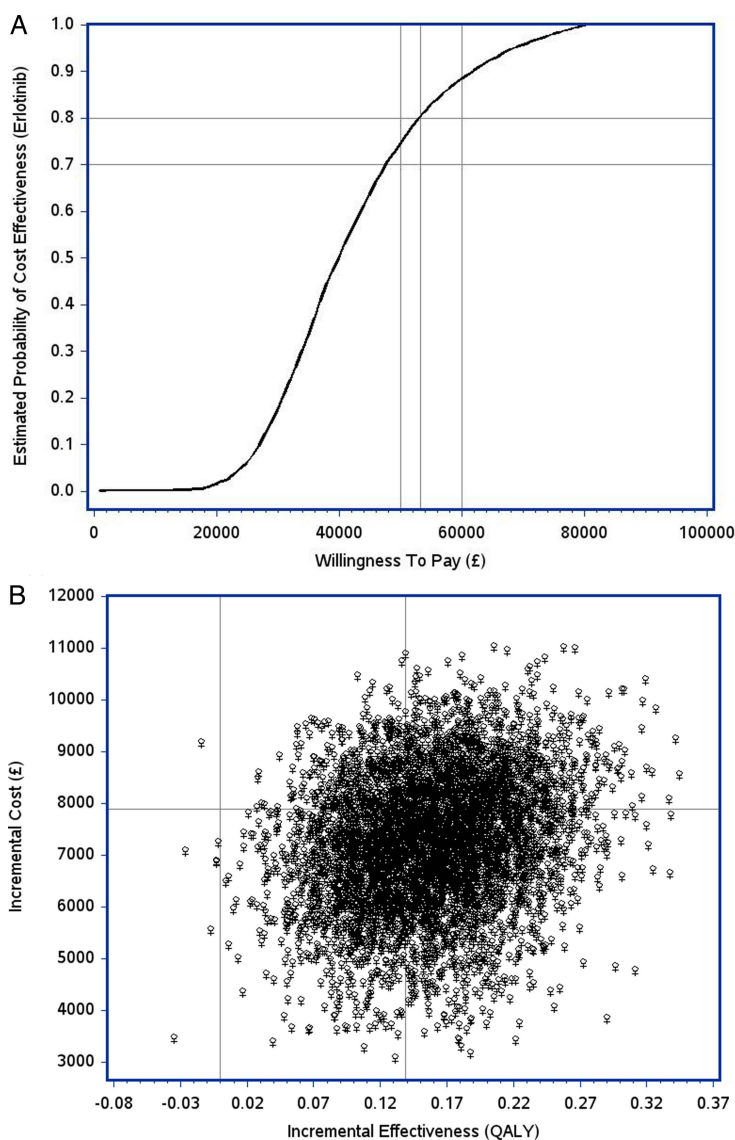 A
Estimated Probability of Cost Effectiveness (Erlotinib)
1.0
0.9
0.8
0.7
0.6
0.5
0.4
0.3
0.2
0.1
0.0
0 20000 40000 60000 80000 100000
Willingness To Pay (£)
B
Incremental Cost (£)
12000
11000
10000
9000
8000
7000
6000
5000
4000
3000
-0.08 -0.03 0.02 0.07 0.12 0.17 0.22 0.27 0.32 0.37
Incremental Effectiveness (QALY)